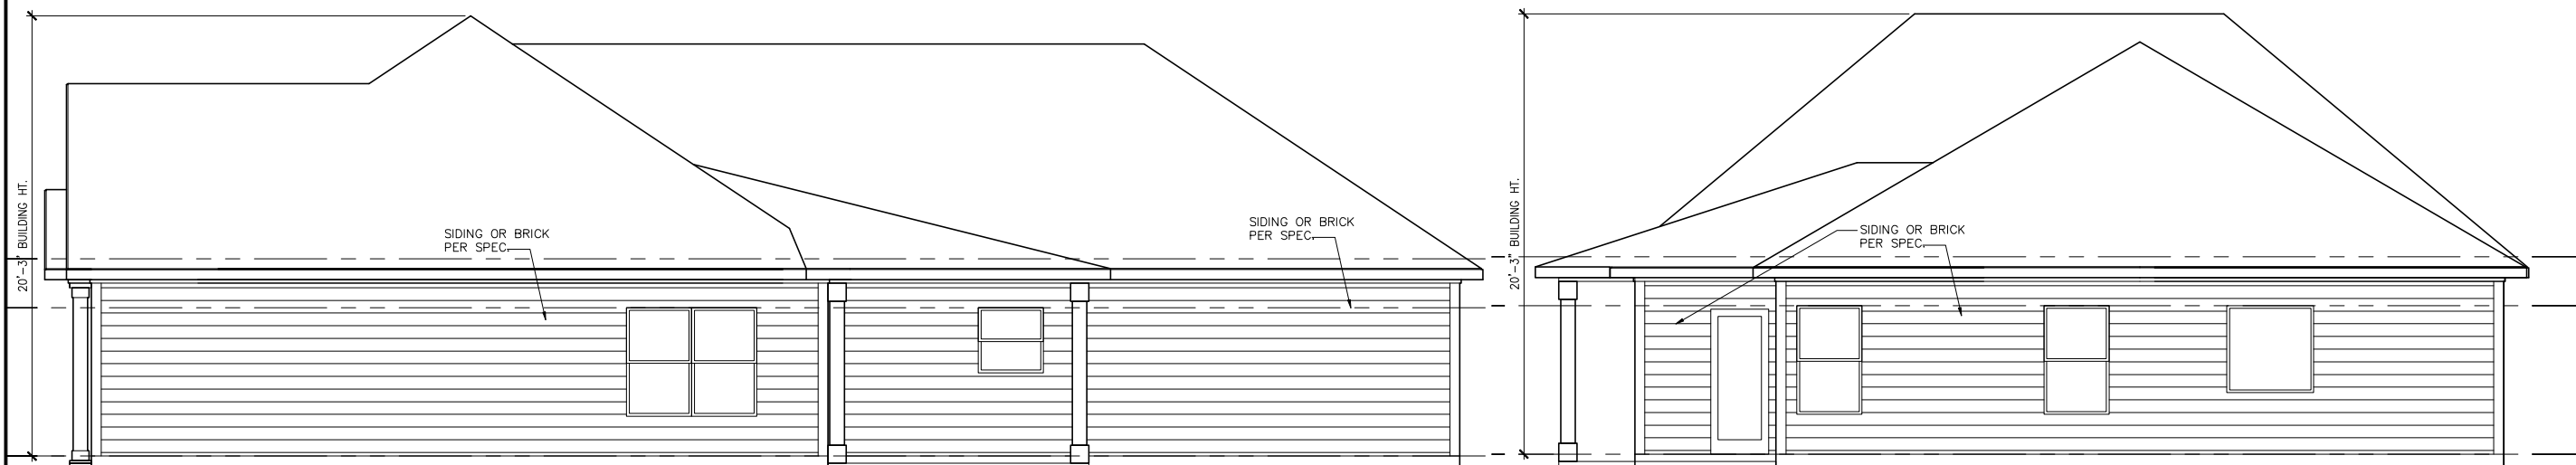 20'-3" BUILDING HT.
SIDING OR BRICK
PER SPEC.
SIDING OR BRICK
PER SPEC.
20'-3" BUILDING HT.
SIDING OR BRICK
PER SPEC.